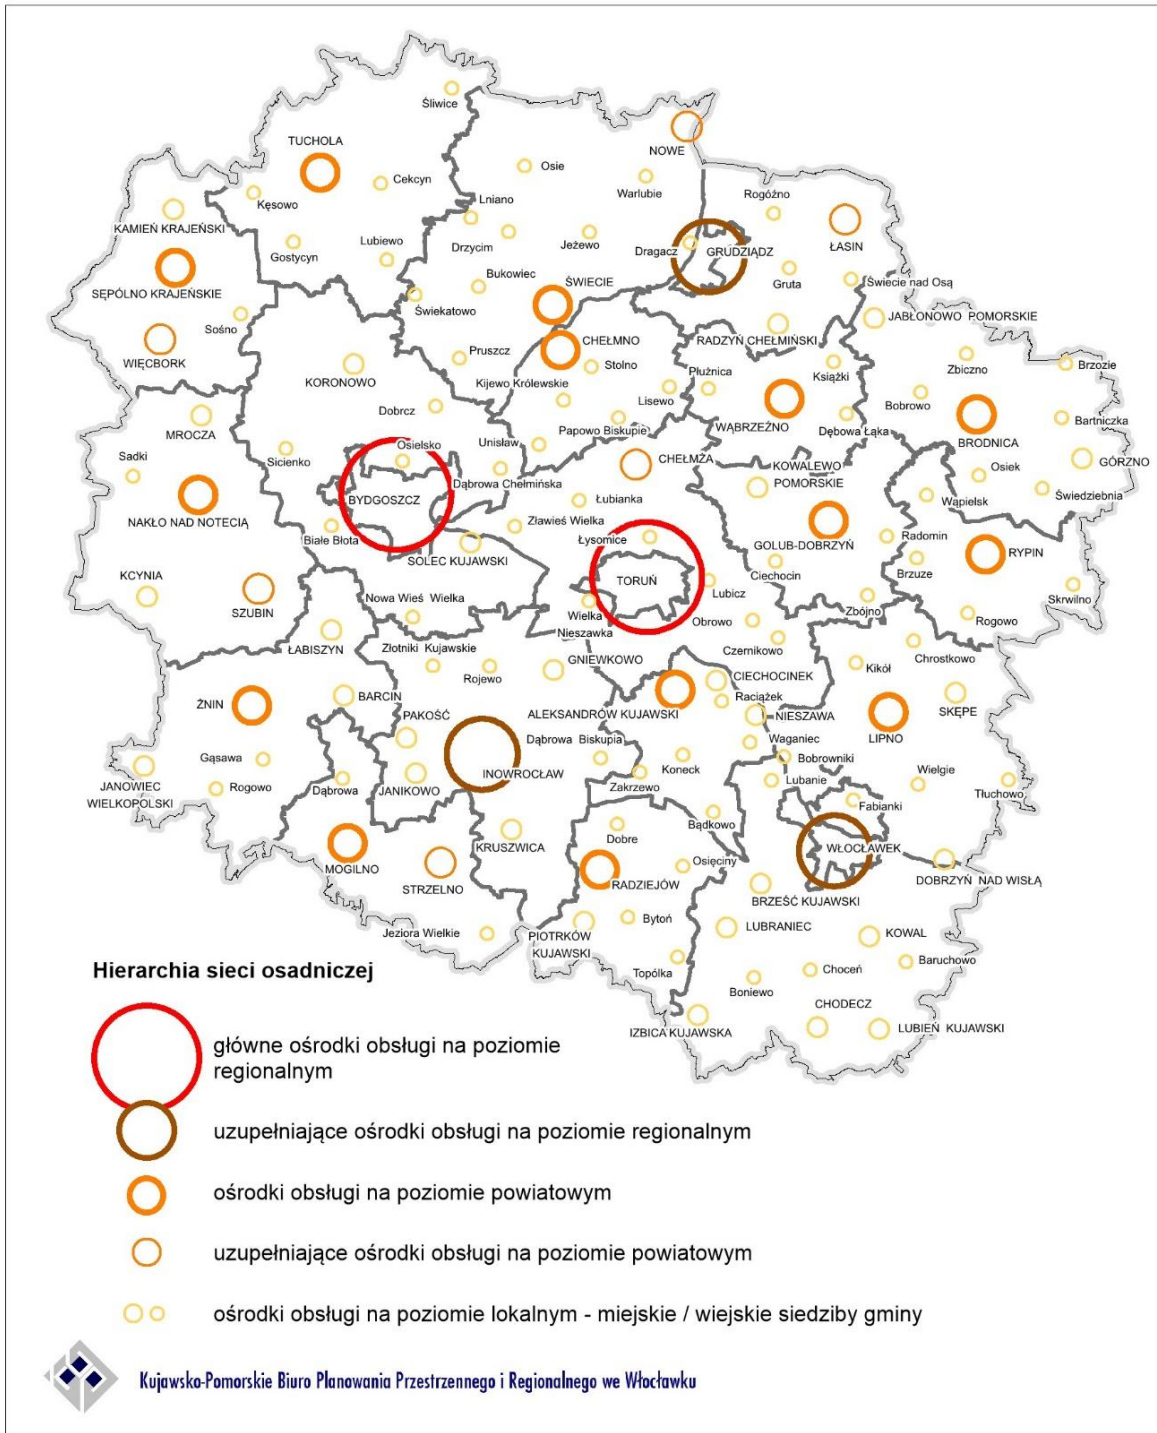 Śliwice
TUCHOLA
NOWE
Osie
Cekcyn
Warlubie
Kęsowo
Lniano
Rogóźno
KAMIEŃ KRAJEŃSKI
Drzycim
Jeżewo
Dragacz
GRUDZIĄDZ
ŁASIN
Gostycyn
Lubiewo
Bukowiec
ŚWIECIE
Gruta
Świecie nad Osą
SĘPÓLNO KRAJEŃSKIE
Świekatowo
JABŁONOWO POMORSKIE
Sośno
CHEŁMNO
RADZYŃ CHEŁMIŃSKI
WIĘCBORK
Pruszcz
Stolno
Płużnica
Książki
Zbiczno
Brzozie
KORONOWO
Kijewo Królewskie
Lisewo
Bobrowo
Dobrcz
Papowo Biskupie
WĄBRZEŹNO
Dębowa Łąka
BRODNICA
Bartniczka
MROCZA
Unisław
Osielsko
Sadki
Sicienko
CHEŁMŻA
KOWALEWO
POMORSKIE
Osiek
GÓRZNO
Dąbrowa Chełmińska
BYDGOSZCZ
Łubianka
Wąpielsk
Świedziebnia
NAKŁO NAD NOTECIĄ
Zławieś Wielka
Białe Błota
Łysomice
GOLUB-DOBRZYŃ
Radomin
RYPIN
SOLEC KUJAWSKI
Ciechocin
Brzuze
KCYNIA
TORUŃ
Lubicz
SZUBIN
Nowa Wieś Wielka
Wielka
Nieszawka
Obrowo
Zbójno
Skrwilno
Rogowo
ŁABISZYN
Złotniki Kujawskie
Czernikowo
Chrostkowo
Rojewo
GNIEWKOWO
Kikół
CIECHOCINEK
BARCIN
Raciążek
ŻNIN
PAKOŚĆ
ALEKSANDRÓW KUJAWSKI
NIESZAWA
SKĘPE
LIPNO
Dąbrowa Biskupia
Waganiec
Gąsawa
Koneck
Bobrowniki
INOWROCŁAW
JANOWIEC
WIELKOPOLSKI
Rogowo
Dąbrowa
JANIKOWO
Zakrzewo
Lubanie
Wielgie
Tłuchowo
Fabianki
Bądkowo
KRUSZWICA
Dobre
WŁOCŁAWEK
MOGILNO
Osięciny
DOBRZYŃ NAD WISŁĄ
STRZELNO
RADZIEJÓW
BRZEŚĆ KUJAWSKI
Bytoń
LUBRANIEC
KOWAL
Jeziora Wielkie
PIOTRKÓW
KUJAWSKI
Baruchowo
Topólka
Choceń
Boniewo
CHODECZ
IZBICA KUJAWSKA
LUBIEŃ KUJAWSKI
Hierarchia sieci osadniczej
główne ośrodki obsługi na poziomie
regionalnym
uzupełniające ośrodki obsługi na poziomie regionalnym
ośrodki obsługi na poziomie powiatowym
uzupełniające ośrodki obsługi na poziomie powiatowym
ośrodki obsługi na poziomie lokalnym - miejskie / wiejskie siedziby gminy
Kujawsko-Pomorskie Biuro Planowania Przestrzennego i Regionalnego we Włocławku